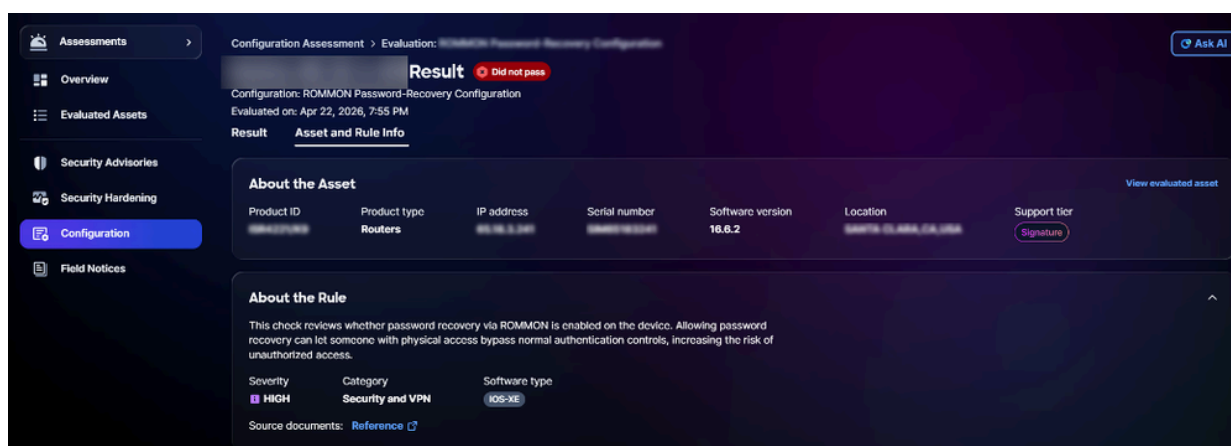 Assessments
Overview
Evaluated Assets
Security Advisories
Security Hardening
Configuration
Field Notices
Configuration Assessment > Evaluation:
Ask AI
Result Did not pass
Configuration: ROMMON Password-Recovery Configuration
Evaluated on: Apr 22, 2026, 7:55 PM
Result Asset and Rule Info
About the Asset
View evaluated asset
Product ID Product type IP address Serial number Software version Location Support tier
Routers 16.6.2 Signature
About the Rule
This check reviews whether password recovery via ROMMON is enabled on the device. Allowing password
recovery can let someone with physical access bypass normal authentication controls, increasing the risk of
unauthorized access.
Severity Category Software type
HIGH Security and VPN IOS-XE
Source documents: Reference